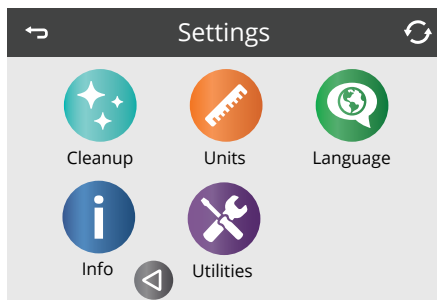 Settings
Cleanup
Units
Language
Info
Utilities